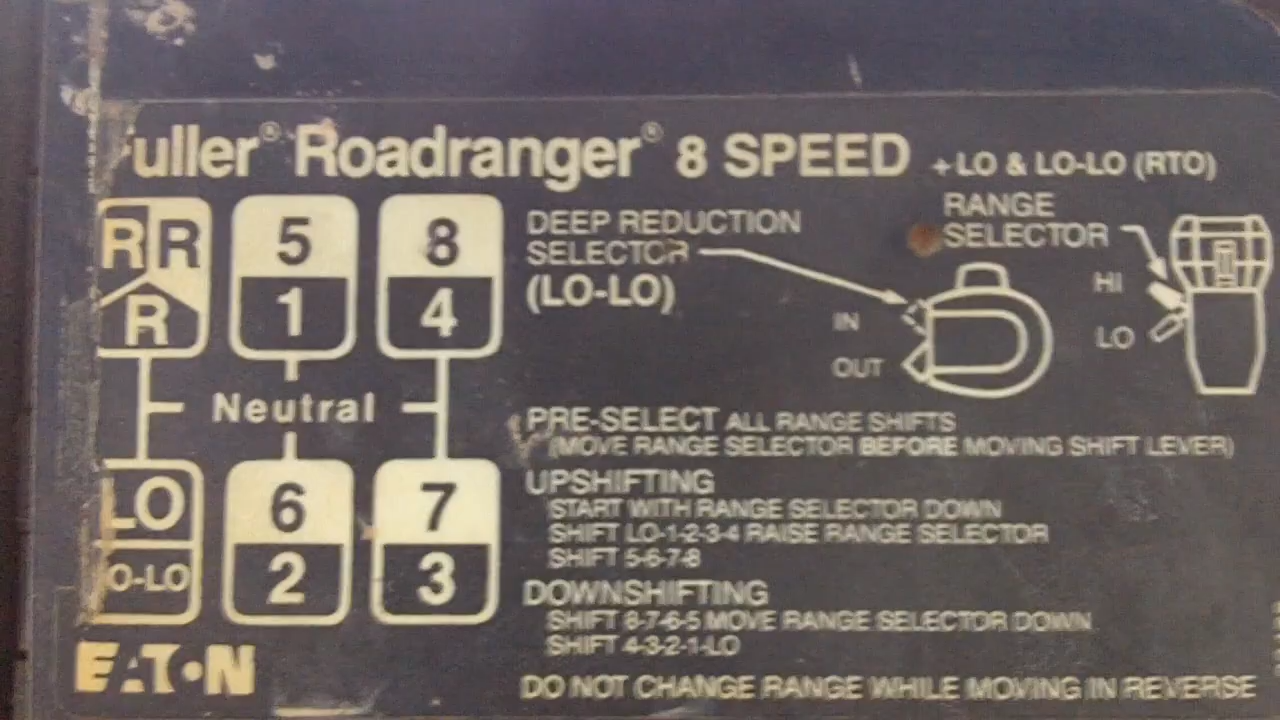 uller® Roadranger® 8 SPEED +LO & LO-LO (RTO)
R R
R
5
1
8
4
Neutral
LO
O-LO
6
2
7
3
DEEP REDUCTION
SELECTOR
(LO-LO)
IN
OUT
RANGE
SELECTOR
HI
LO
PRE-SELECT ALL RANGE SHIFTS
(MOVE RANGE SELECTOR BEFORE MOVING SHIFT LEVER)
UPSHIFTING
START WITH RANGE SELECTOR DOWN
SHIFT LO-1-2-3-4 RAISE RANGE SELECTOR
SHIFT 5-6-7-8
DOWNSHIFTING
SHIFT 8-7-6-5 MOVE RANGE SELECTOR DOWN
SHIFT 4-3-2-1-LO
EATON
DO NOT CHANGE RANGE WHILE MOVING IN REVERSE